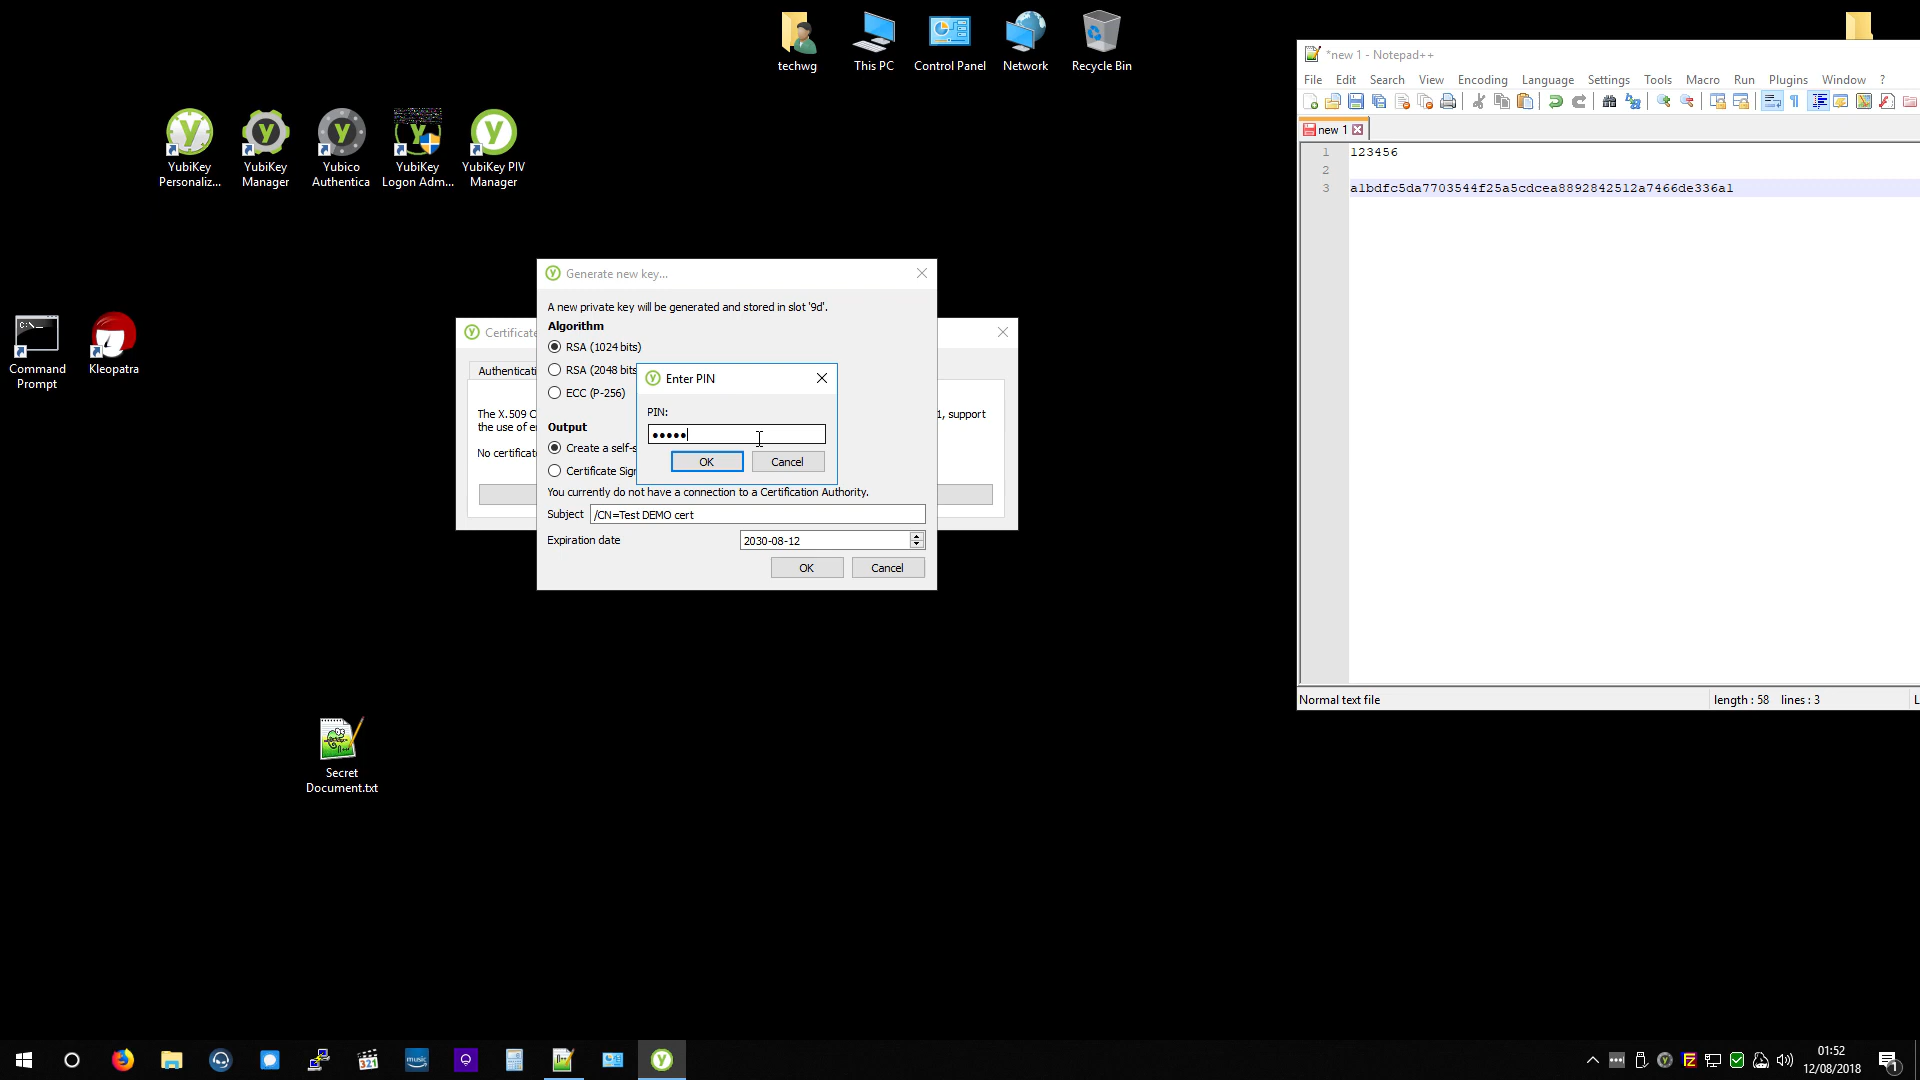 techwg
This PC
Control Panel
Network
Recycle Bin
YubiKey Personaliz...
YubiKey Manager
Yubico Authentica
YubiKey Logon Adm...
YubiKey PIV Manager
Command Prompt
Kleopatra
Secret Document.txt
*new 1 - Notepad++
File Edit Search View Encoding Language Settings Tools Macro Run Plugins Window ?
new 1
1 123456
2
3 a1bdfc5da7703544f25a5cdcea8892842512a7466de336a1
Normal text file length : 58 lines : 3 L
Certificate
Authenticati
The X.509 C
1, support
the use of e
No certificate
Generate new key...
A new private key will be generated and stored in slot '9d'.
Algorithm
RSA (1024 bits)
RSA (2048 bits
ECC (P-256)
Output
Create a self-s
Certificate Sign
You currently do not have a connection to a Certification Authority.
Subject /CN=Test DEMO cert
Expiration date 2030-08-12
OK Cancel
Enter PIN
PIN:
●●●●●
OK Cancel
321
music
01:52
12/08/2018
1